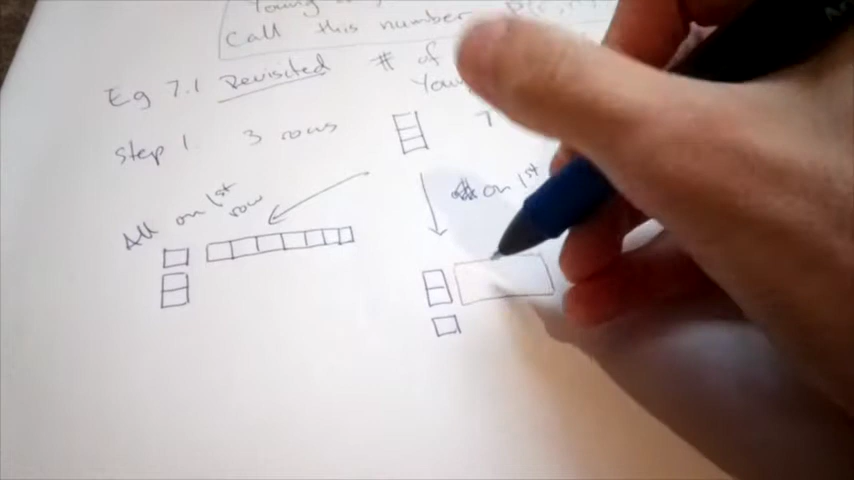 Young
Call this number
Eg 7.1 Revisited # of
Step 1 3 rows 7
All on 1st row
on 1st